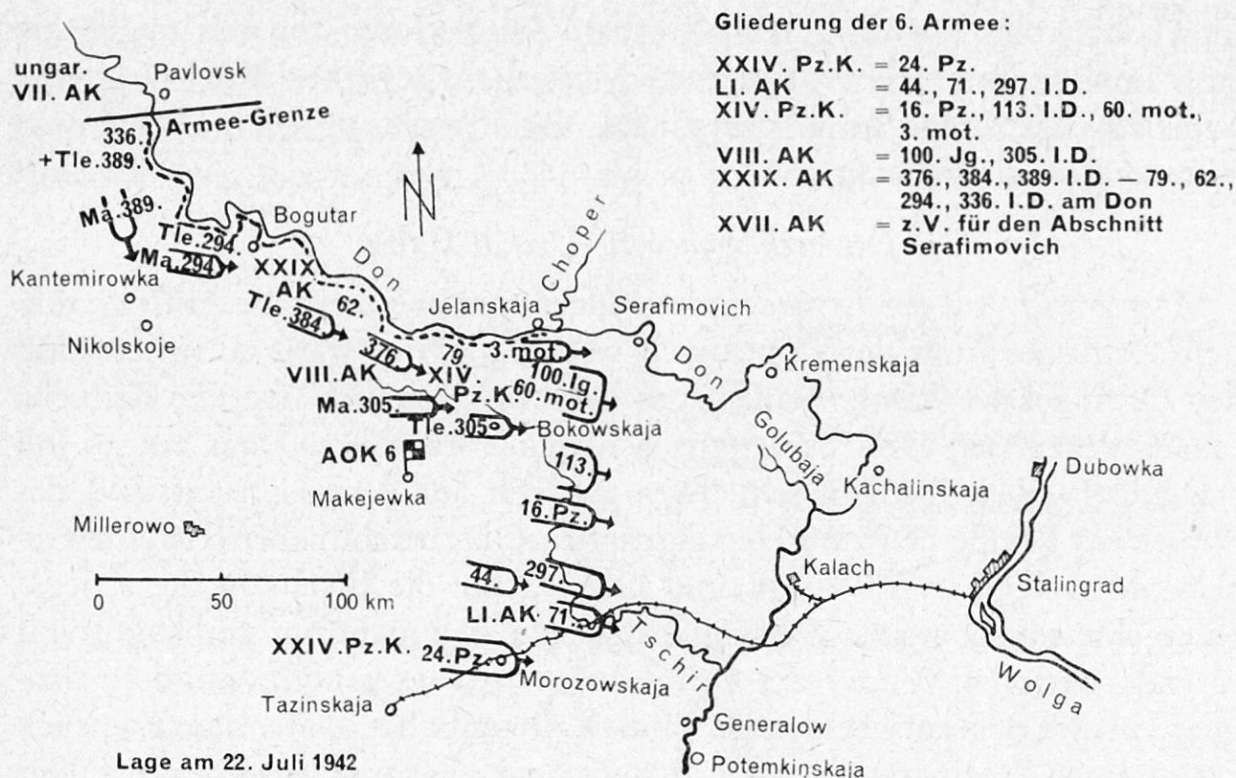 Gliederung der 6. Armee:
XXIV. Pz.K. = 24. Pz.
LI. AK = 44., 71., 297. I.D.
XIV. Pz.K = 16. Pz., 113. I.D., 60. mot.,
3. mot.
VIII. AK = 100. Jg., 305. I.D.
XXIX. AK = 376., 384., 389. I.D. – 79., 62.,
294., 336. I.D. am Don
XVII. AK = z.V. für den Abschnitt
Serafimovich
ungar.
VII. AK
Pavlovsk
Armee-Grenze
336.
+Tle.389.
Ma.389.
Bogutar
Tle.294.
Ma.294
XXIX
AK
Don
Choper
Kantemirowka
62.
Jelanskaja
Serafimovich
Tle.384
Nikolskoje
376
79.
3.mot.
Don
Kremenskaja
VIII.AK
XIV.
Pz.K.
100.Jg.
60.mot.
Ma.305.
Tle.305
Bokowskaja
Golubaja
AOK 6
113.
Kachalinskaja
Dubowka
Makejewka
16.Pz.
Millerowo
Kalach
Stalingrad
0 50 100 km
44.
297.
LI.AK
71.
Tschir
XXIV.Pz.K.
24.Pz.
Morozowskaja
Wolga
Tazinskaja
Generalow
Potemkinskaja
Lage am 22. Juli 1942